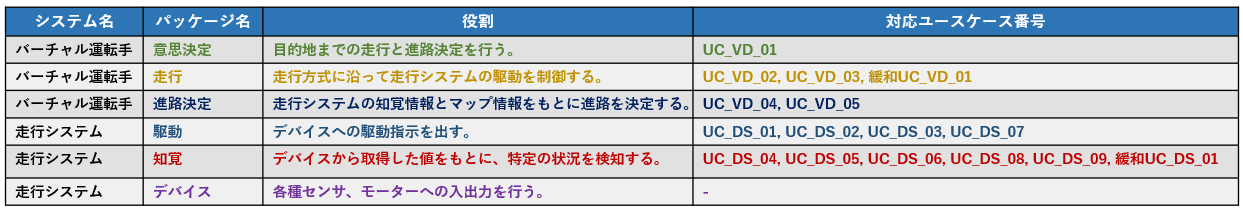 システム名 パッケージ名 役割 対応ユースケース番号
バーチャル運転手 意思決定 目的地までの走行と進路決定を行う。 UC_VD_01
バーチャル運転手 走行 走行方式に沿って走行システムの駆動を制御する。 UC_VD_02, UC_VD_03, 緩和UC_VD_01
バーチャル運転手 進路決定 走行システムの知覚情報とマップ情報をもとに進路を決定する。 UC_VD_04, UC_VD_05
走行システム 駆動 デバイスへの駆動指示を出す。 UC_DS_01, UC_DS_02, UC_DS_03, UC_DS_07
走行システム 知覚 デバイスから取得した値をもとに、特定の状況を検知する。 UC_DS_04, UC_DS_05, UC_DS_06, UC_DS_08, UC_DS_09, 緩和UC_DS_01
走行システム デバイス 各種センサ、モーターへの入出力を行う。 -